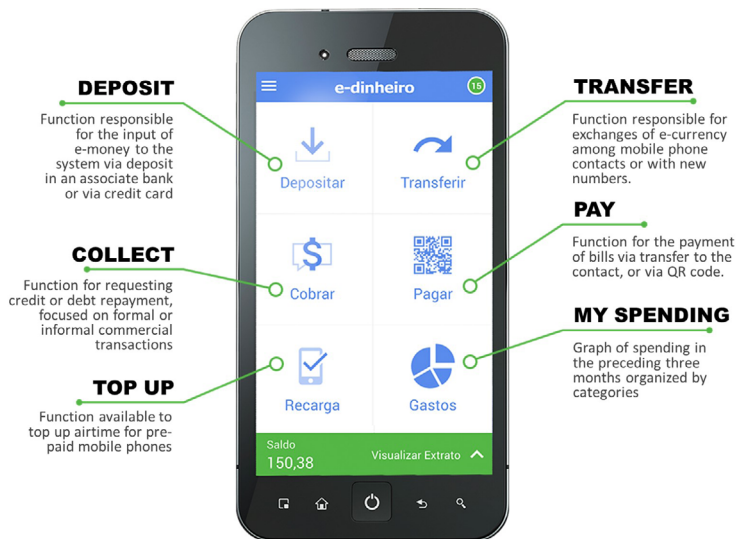 DEPOSIT
Function responsible
for the input of
e-money to the
system via deposit
in an associate bank
or via credit card
COLLECT
Function for requesting
credit or debt repayment,
focused on formal or
informal commercial
transactions
TOP UP
Function available to
top up airtime for pre-
paid mobile phones
e-dinheiro
15
Depositar
Transferir
Cobrar
Pagar
Recarga
Gastos
Saldo
150,38
Visualizar Extrato
TRANSFER
Function responsible for
exchanges of e-currency
among mobile phone
contacts or with new
numbers.
PAY
Function for the payment
of bills via transfer to the
contact, or via QR code.
MY SPENDING
Graph of spending in
the preceding three
months organized by
categories